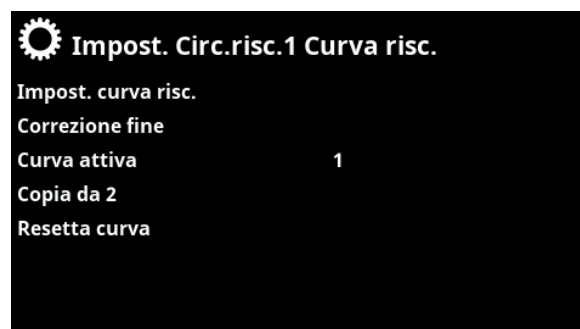 Impost. Circ.risc.1 Curva risc.
Impost. curva risc.
Correzione fine
Curva attiva 1
Copia da 2
Resetta curva